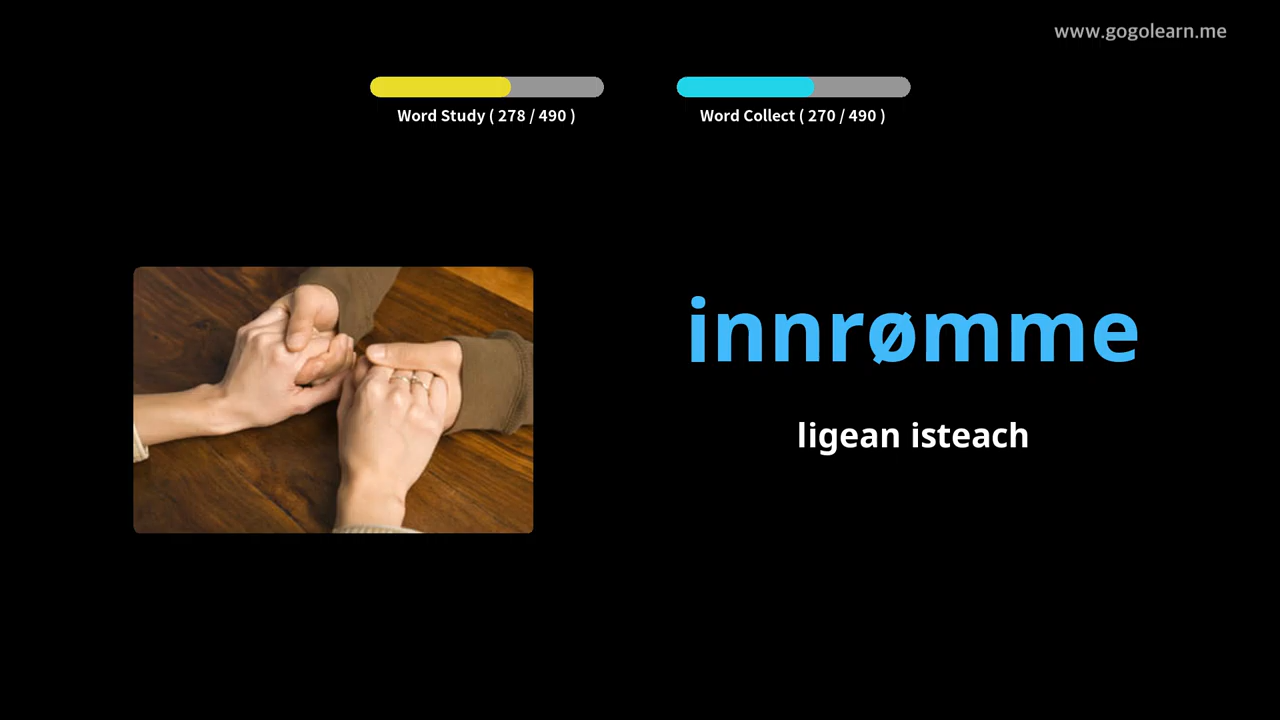 www.gogolearn.me
Word Study ( 278 / 490 )
Word Collect ( 270 / 490 )
innrømme
ligean isteach